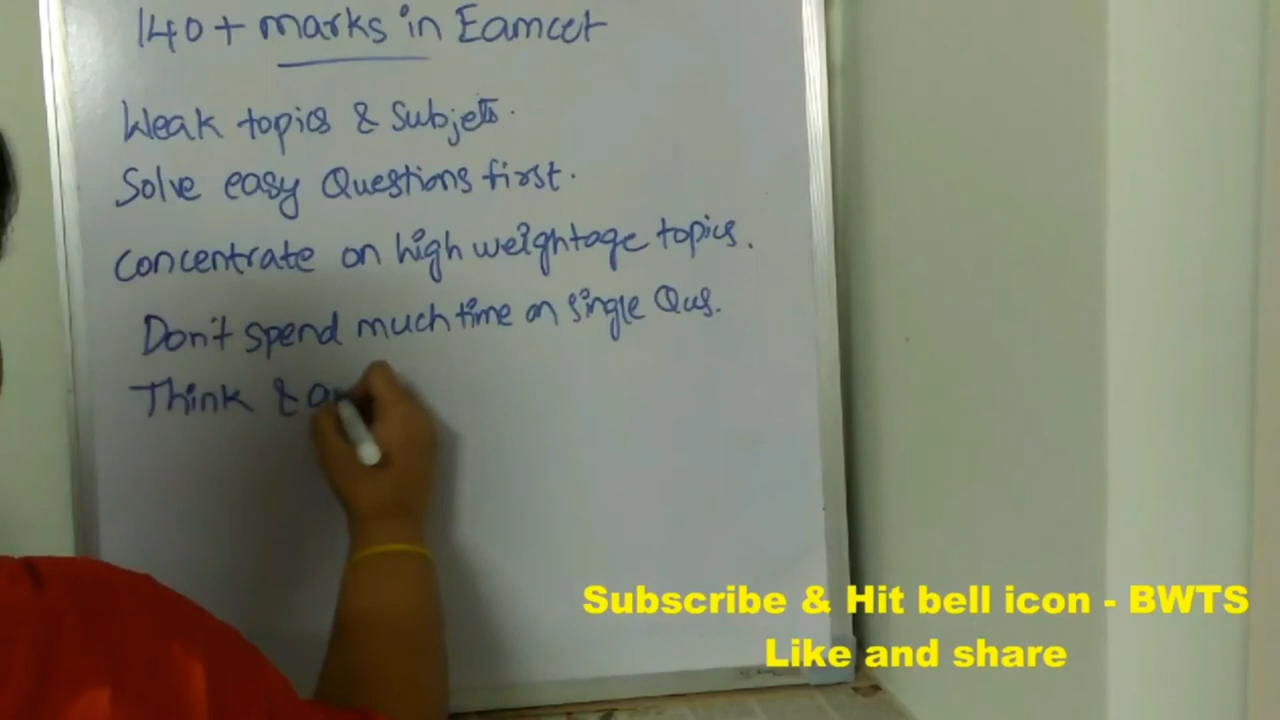 140+ marks in Eamcet
Weak topics & Subjets.
Solve easy Questions first.
Concentrate on high weightage topics.
Don't spend much time on single Qus.
Think &
Subscribe & Hit bell icon - BWTS
Like and share